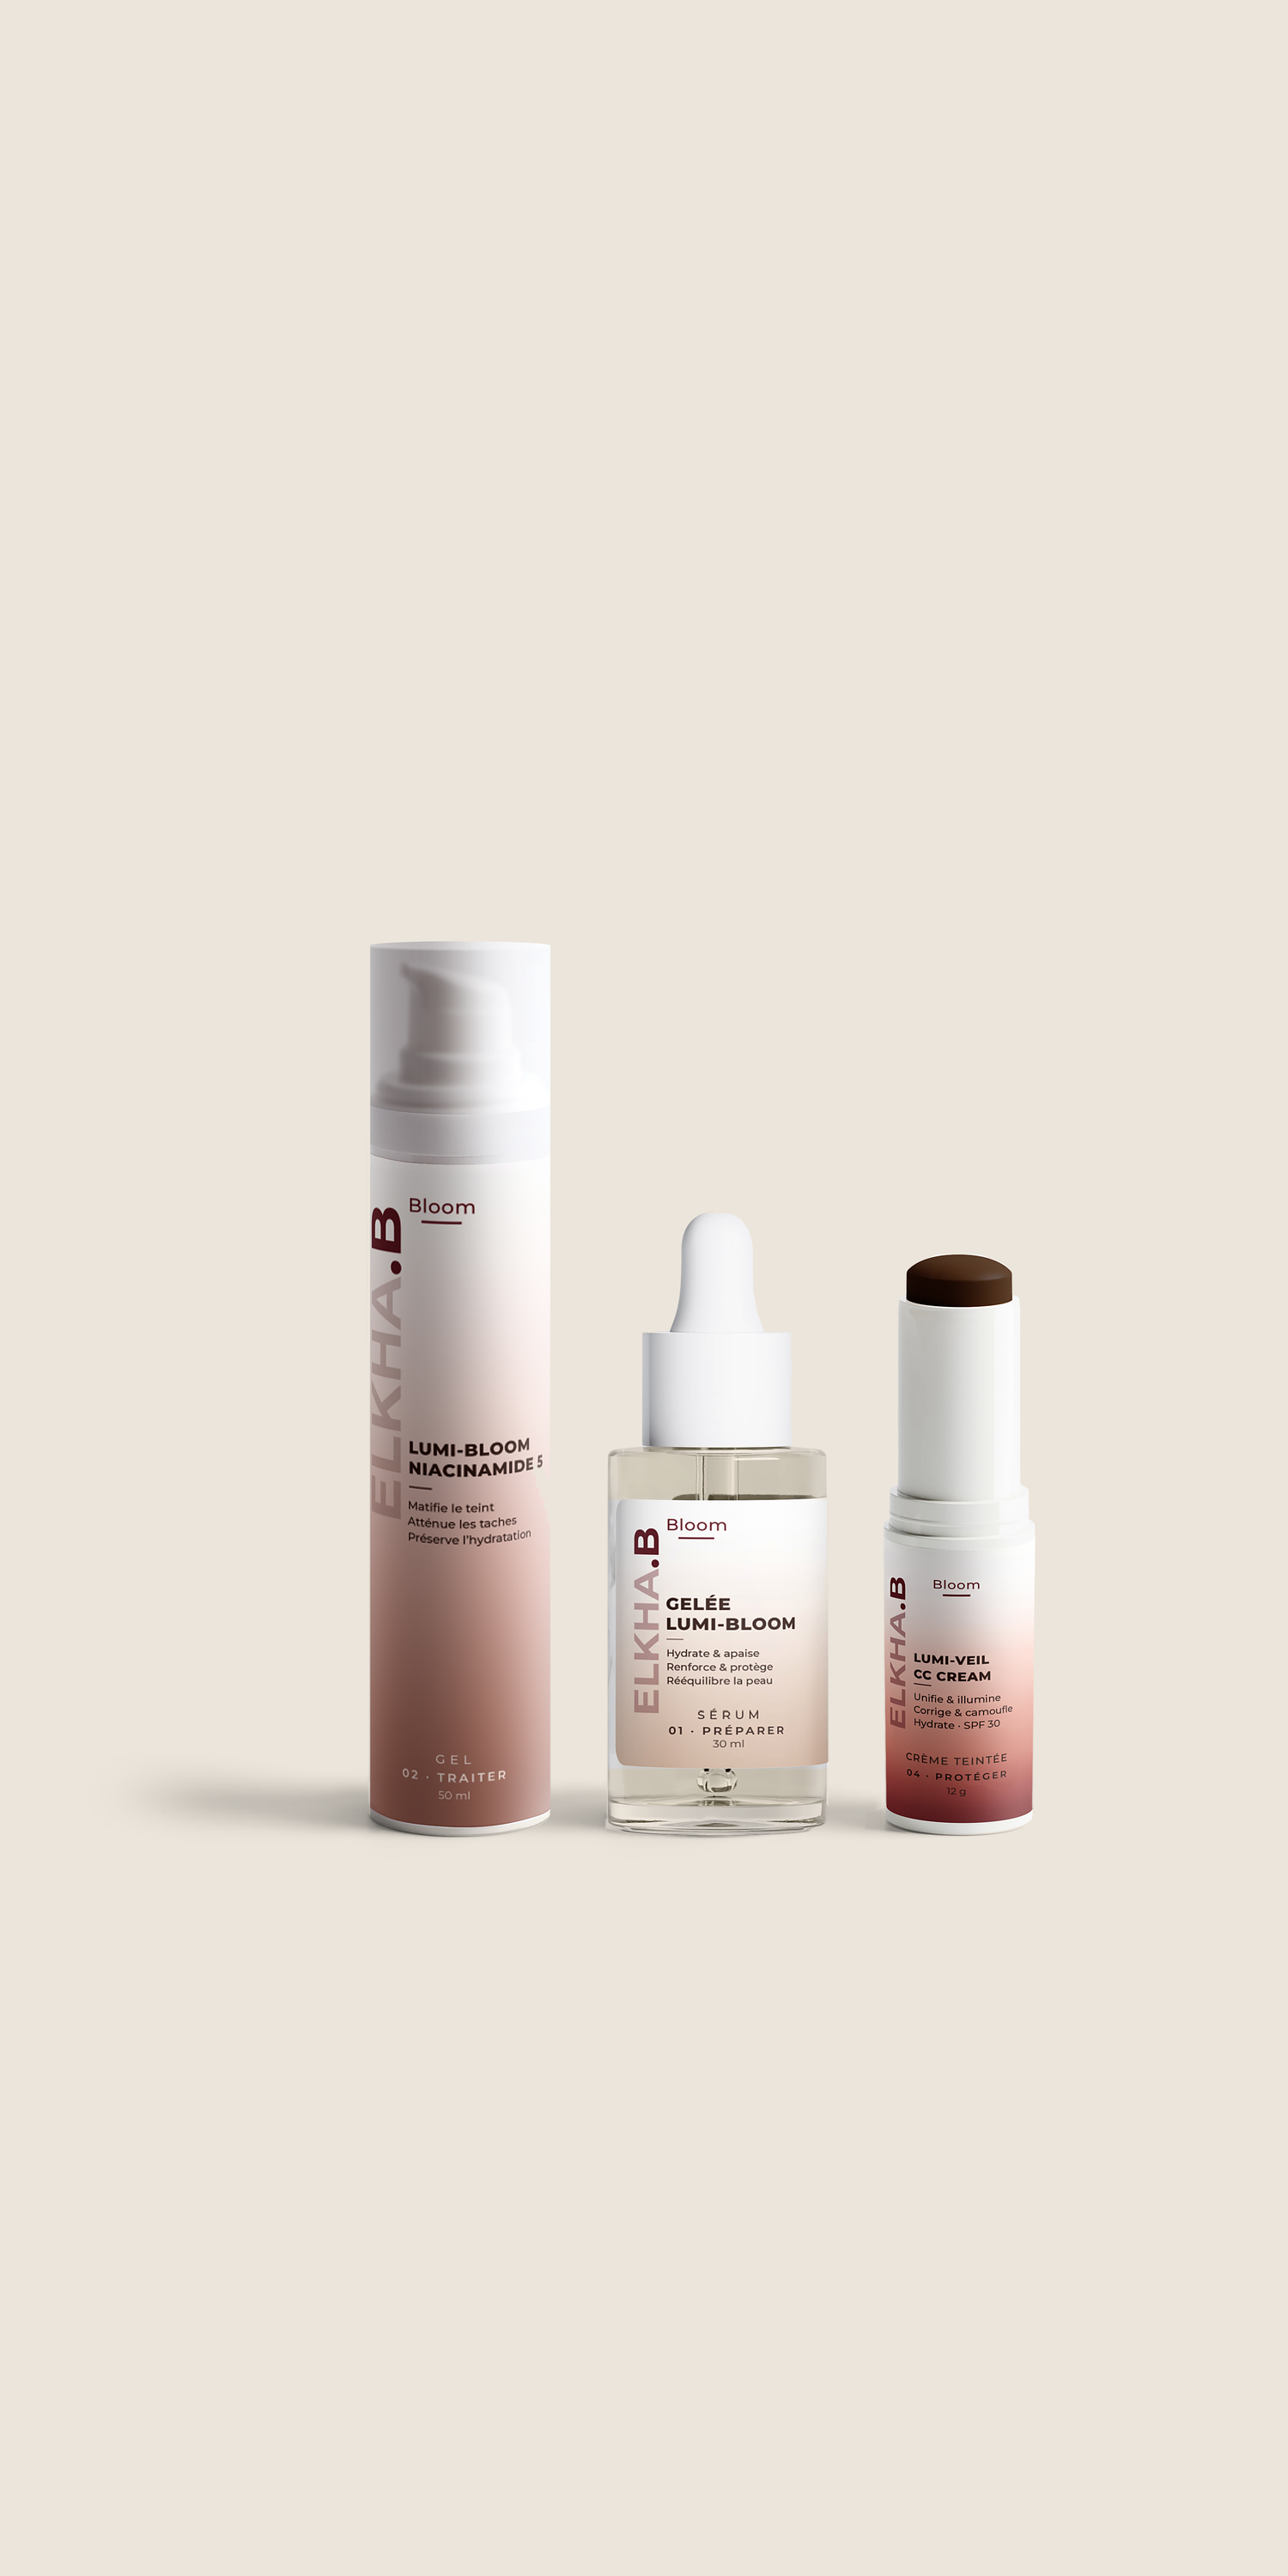 Bloom
ELKHA.B
LUMI-BLOOM
NIACINAMIDE 5
Matifie le teint
Atténue les taches
Préserve l'hydratation
GEL
02 · TRAITER
50 ml
Bloom
ELKHA.B
GELÉE
LUMI-BLOOM
Hydrate & apaise
Renforce & protège
Rééquilibre la peau
SÉRUM
01 · PRÉPARER
30 ml
Bloom
ELKHA.B
LUMI-VEIL
CC CREAM
Unifie & illumine
Corrige & camoufle
Hydrate · SPF 30
CRÈME TEINTÉE
04 · PROTÉGER
12 g